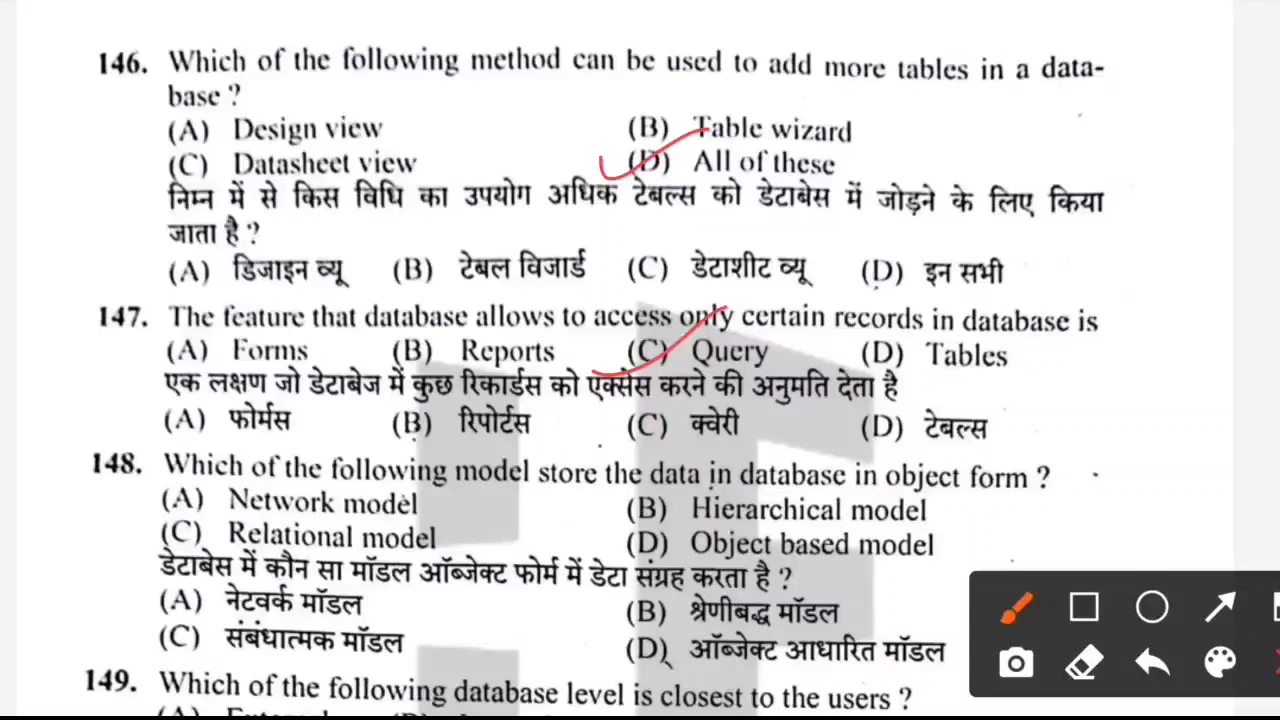 146. Which of the following method can be used to add more tables in a data-
base ?
(A) Design view (B) Table wizard
(C) Datasheet view (D) All of these
निम्न में से किस विधि का उपयोग अधिक टेबल्स को डेटाबेस में जोड़ने के लिए किया
जाता है ?
(A) डिजाइन व्यू (B) टेबल विजार्ड (C) डेटाशीट व्यू (D) इन सभी
147. The feature that database allows to access only certain records in database is
(A) Forms (B) Reports (C) Query (D) Tables
एक लक्षण जो डेटाबेज में कुछ रिकार्डस को एक्सेस करने की अनुमति देता है
(A) फोर्मस (B) रिपोर्टस (C) क्वेरी (D) टेबल्स
148. Which of the following model store the data in database in object form ?
(A) Network model (B) Hierarchical model
(C) Relational model (D) Object based model
डेटाबेस में कौन सा मॉडल ऑब्जेक्ट फोर्म में डेटा संग्रह करता है ?
(A) नेटवर्क मॉडल (B) श्रेणीबद्ध मॉडल
(C) संबंधात्मक मॉडल (D) ऑब्जेक्ट आधारित मॉडल
149. Which of the following database level is closest to the users ?